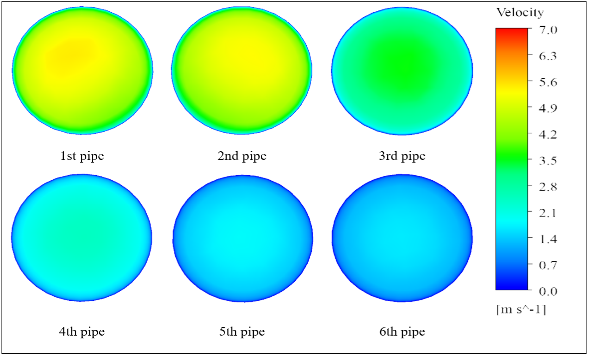 Velocity
7.0
6.3
5.6
4.9
4.2
3.5
2.8
2.1
1.4
0.7
0.0
[m s^-1]
1st pipe
2nd pipe
3rd pipe
4th pipe
5th pipe
6th pipe